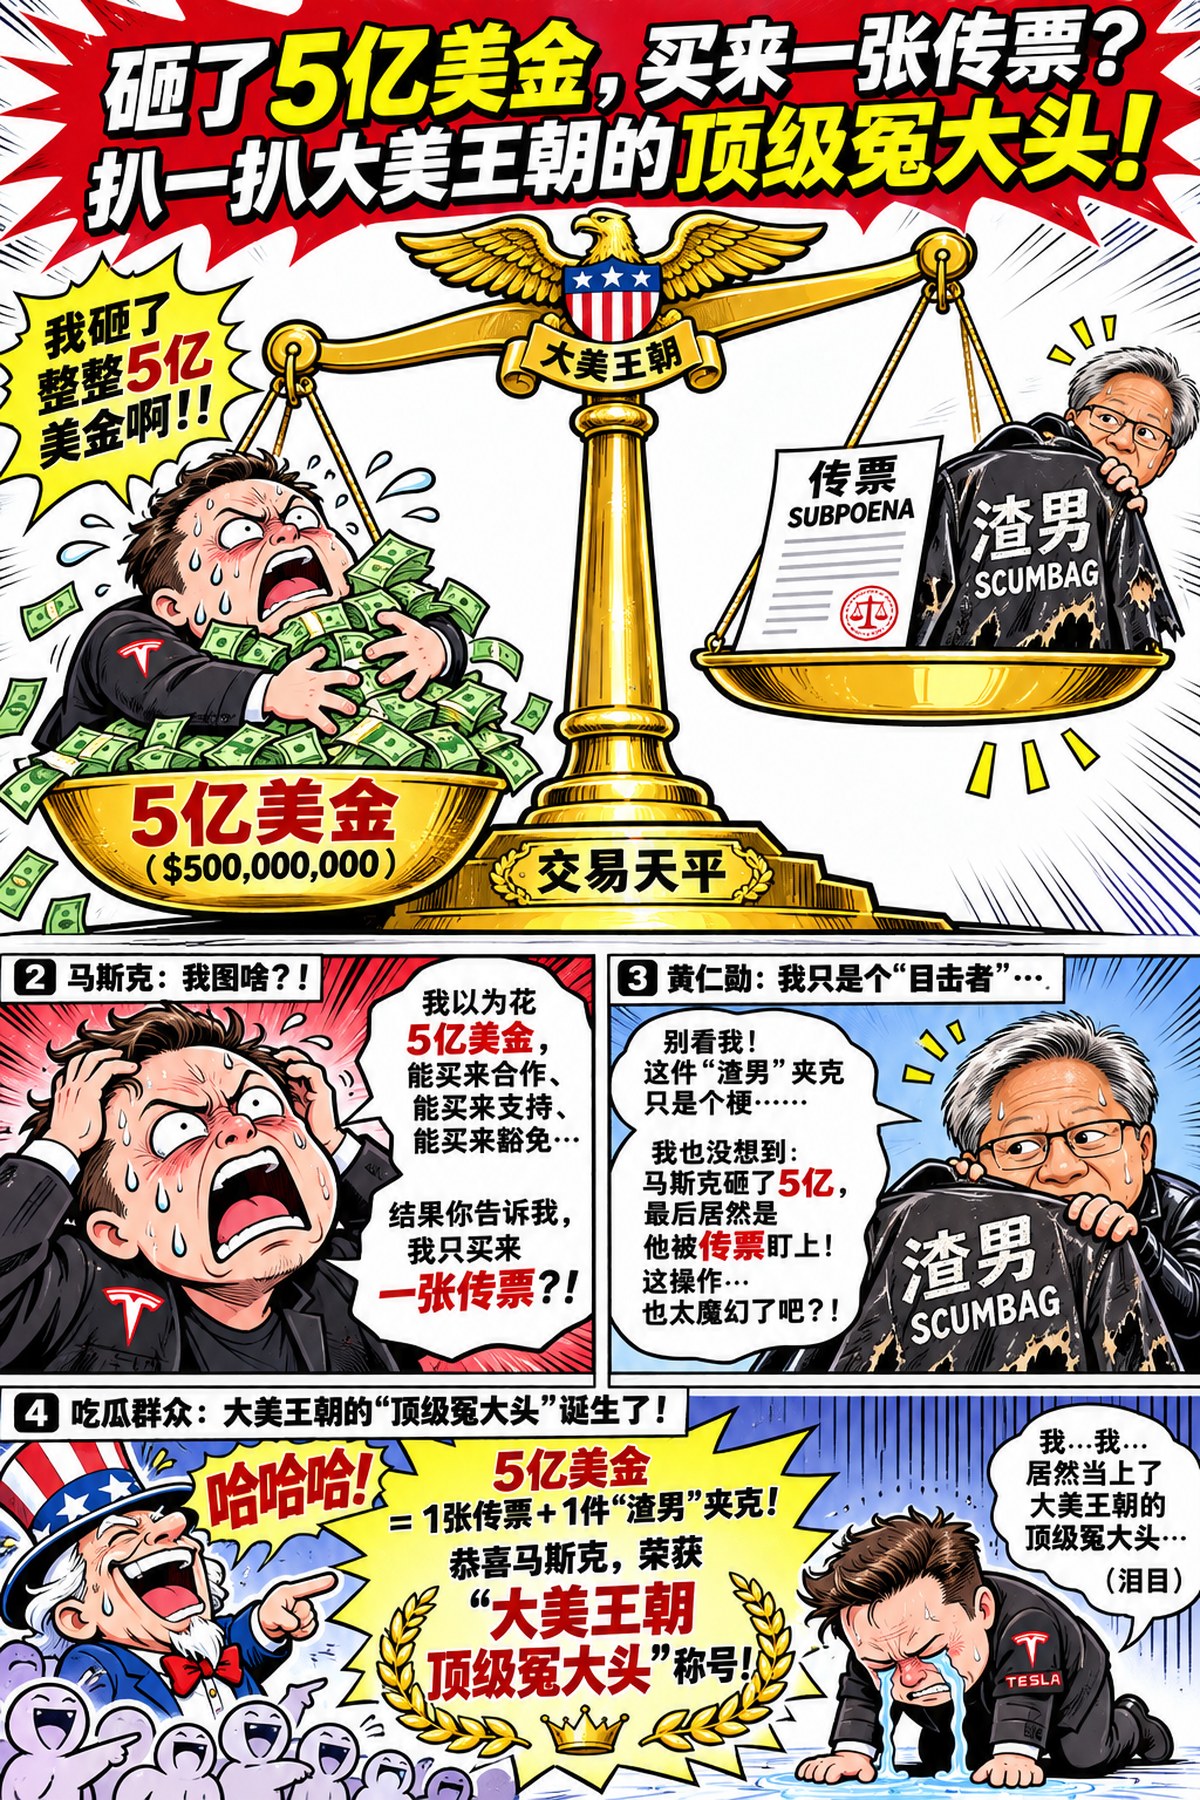 砸了5亿美金，买来一张传票？
扒一扒大美王朝的顶级冤大头！
大美王朝
我砸了
整整5亿
美金啊！！
传票
SUBPOENA
渣男
SCUMBAG
5亿美金
($500,000,000)
交易天平
2 马斯克：我图啥？！
我以为花
5亿美金，
能买来合作、
能买来支持、
能买来豁免…
结果你告诉我，
我只买来
一张传票？！
3 黄仁勋：我只是个“目击者”…
别看我！
这件“渣男”夹克
只是个梗……
我也没想到：
马斯克砸了5亿，
最后居然是
他被传票盯上！
这操作…
也太魔幻了吧？！
渣男
SCUMBAG
4 吃瓜群众：大美王朝的“顶级冤大头”诞生了！
哈哈哈！
5亿美金
= 1张传票＋1件“渣男”夹克！
恭喜马斯克，荣获
“大美王朝
顶级冤大头”称号！
我…我…
居然当上了
大美王朝的
顶级冤大头…
（泪目）
TESLA